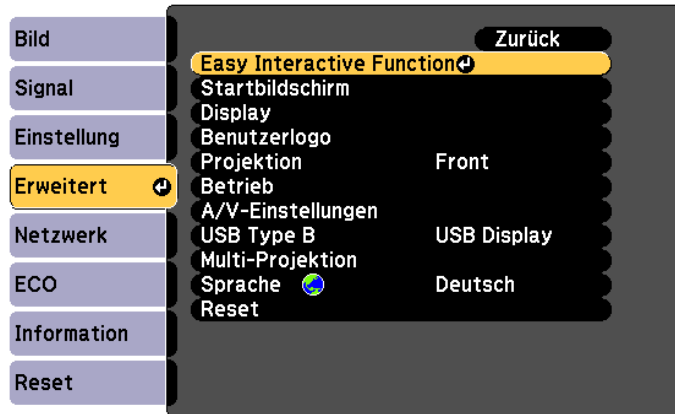 Bild
Signal
Einstellung
Erweitert
Netzwerk
ECO
Information
Reset
Zurück
Easy Interactive Function
Startbildschirm
Display
Benutzerlogo
Projektion Front
Betrieb
A/V-Einstellungen
USB Type B USB Display
Multi-Projektion
Sprache Deutsch
Reset